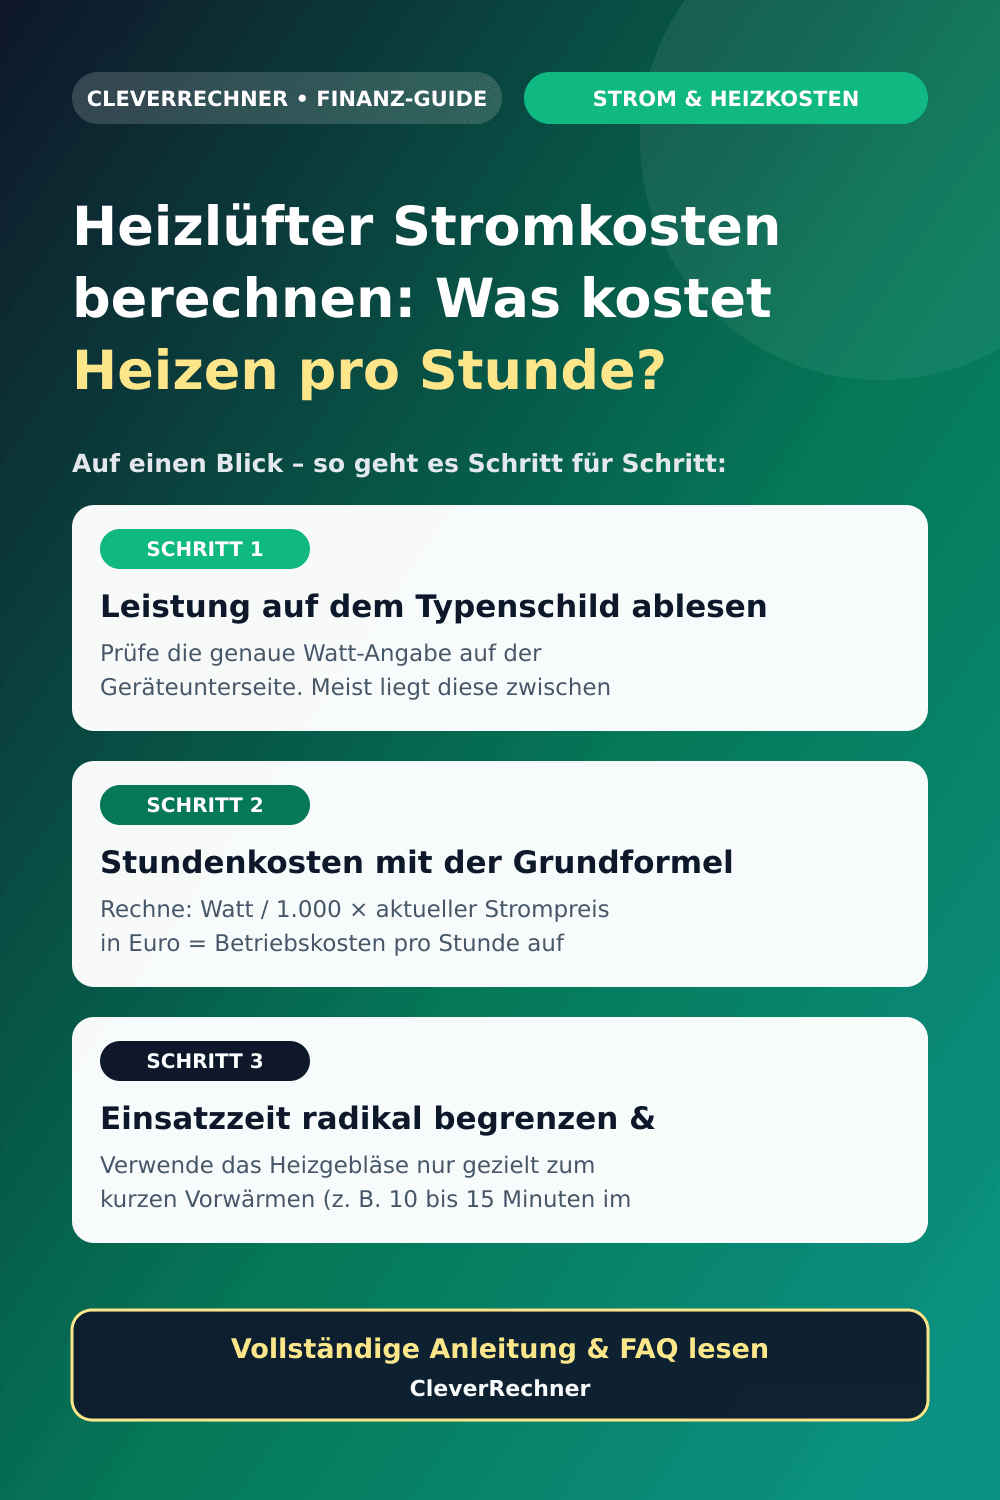 CLEVERRECHNER • FINANZ-GUIDE
STROM & HEIZKOSTEN
Heizlüfter Stromkosten
berechnen: Was kostet
Heizen pro Stunde?
Auf einen Blick – so geht es Schritt für Schritt:
SCHRITT 1
Leistung auf dem Typenschild ablesen
Prüfe die genaue Watt-Angabe auf der
Geräteunterseite. Meist liegt diese zwischen
SCHRITT 2
Stundenkosten mit der Grundformel
Rechne: Watt / 1.000 × aktueller Strompreis
in Euro = Betriebskosten pro Stunde auf
SCHRITT 3
Einsatzzeit radikal begrenzen &
Verwende das Heizgebläse nur gezielt zum
kurzen Vorwärmen (z. B. 10 bis 15 Minuten im
Vollständige Anleitung & FAQ lesen
CleverRechner